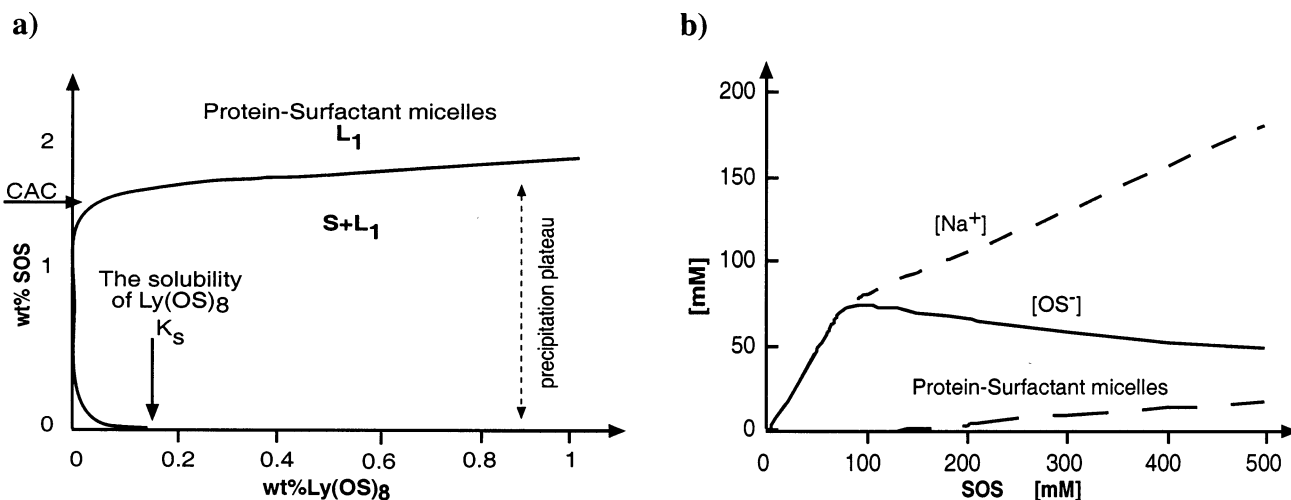 a)
Protein-Surfactant micelles
L1
2
CAC
S+L1
1
The solubility
of Ly(OS)8
Ks
0
wt% SOS
precipitation plateau
0 0.2 0.4 0.6 0.8 1
wt%Ly(OS)8
b)
200
150
100
50
0
[mM]
[Na+]
[OS-]
Protein-Surfactant micelles
0 100 200 300 400 500
SOS [mM]